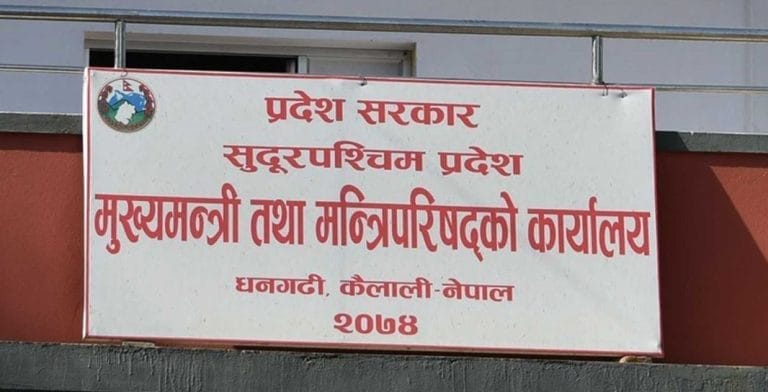 प्रदेश सरकार
सुदूरपश्चिम प्रदेश
मुख्यमन्त्री तथा मन्त्रिपरिषद्को कार्यालय
धनगढी, कैलाली-नेपाल
२०७४